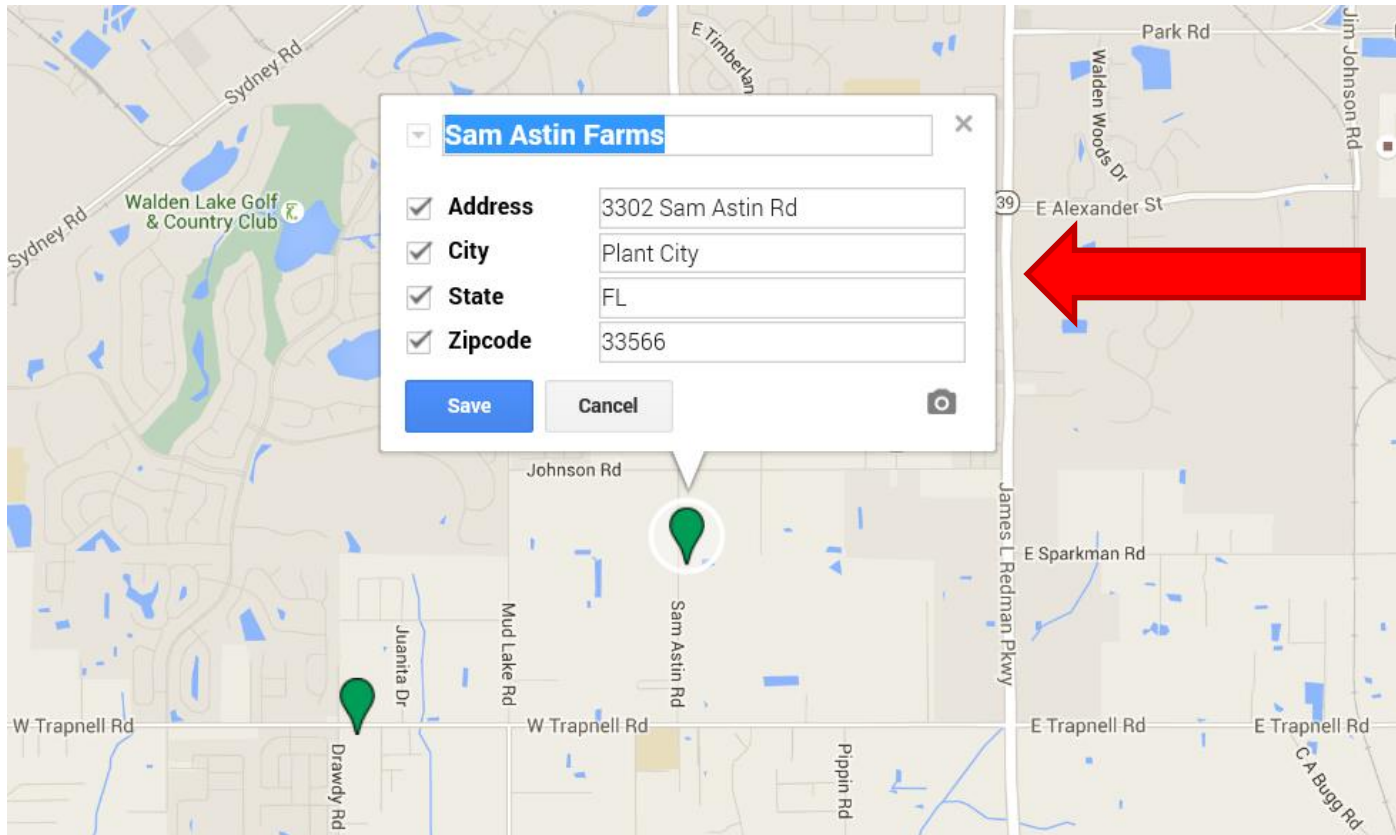 Park Rd
Sydney Rd
E Timberlan
Jim Johnson Rd
Walden Woods Dr
Sam Astin Farms
Address
3302 Sam Astin Rd
City
Plant City
State
FL
Zipcode
33566
Save
Cancel
Walden Lake Golf
& Country Club
Sydney Rd
39
E Alexander St
Johnson Rd
James L Redman Pkwy
E Sparkman Rd
Mud Lake Rd
Sam Astin Rd
Juanita Dr
W Trapnell Rd
W Trapnell Rd
E Trapnell Rd
E Trapnell Rd
Drawdy Rd
Pippin Rd
C A Bugg Rd